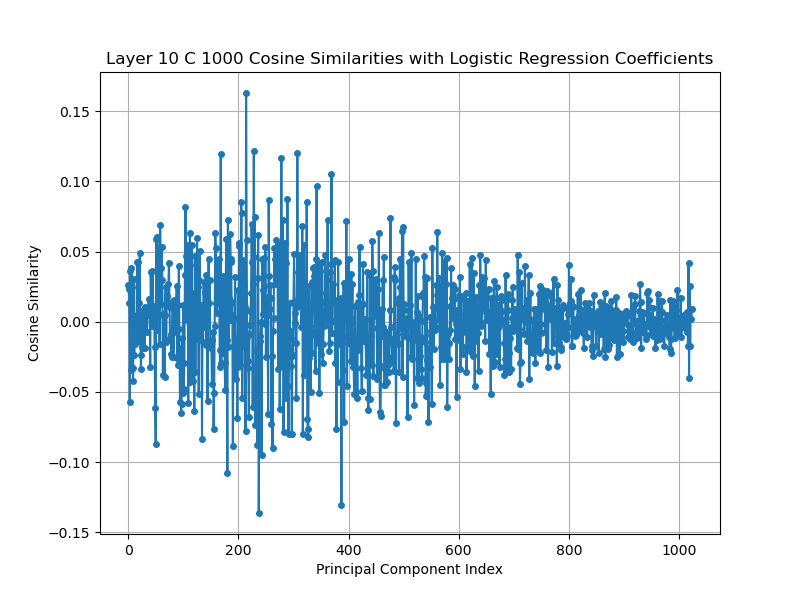 Layer 10 C 1000 Cosine Similarities with Logistic Regression Coefficients
0.15
0.10
0.05
0.00
−0.05
−0.10
−0.15
Cosine Similarity
0 200 400 600 800 1000
Principal Component Index